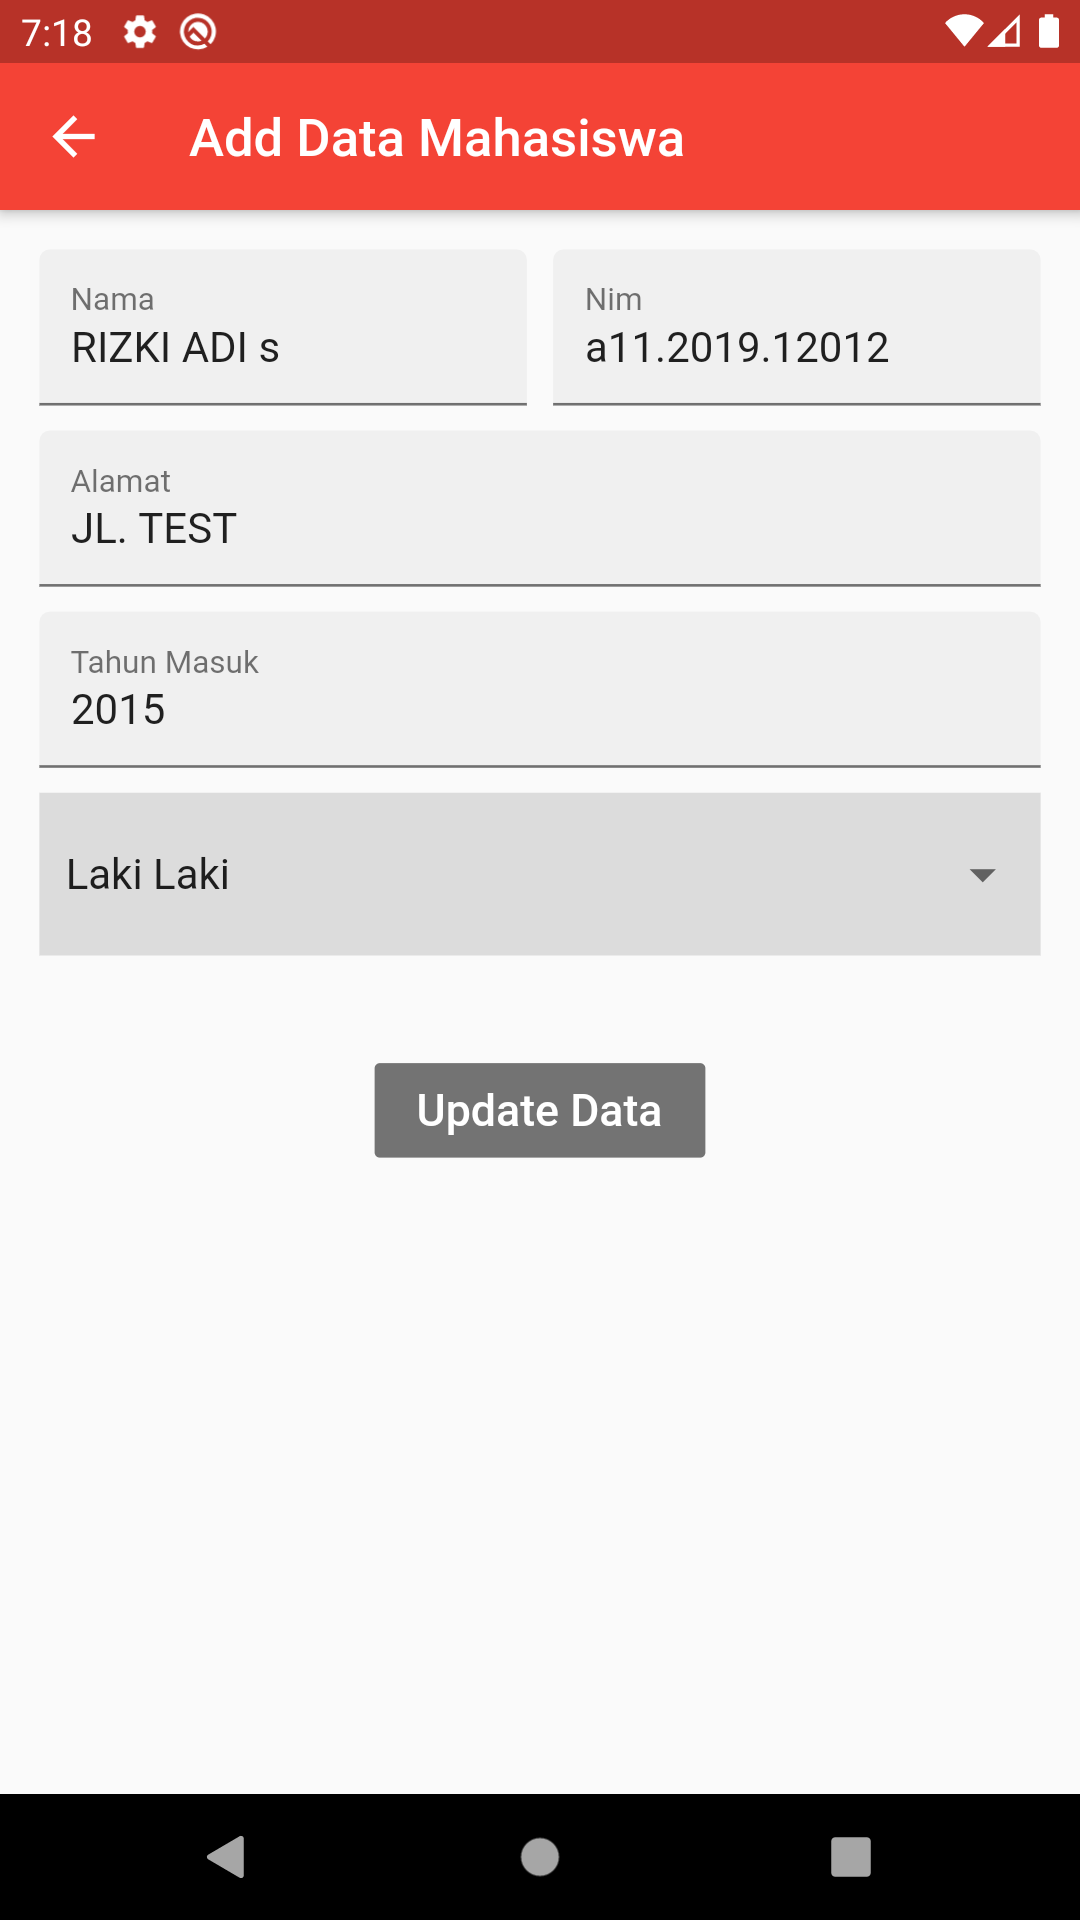 7:18
Add Data Mahasiswa
Nama
RIZKI ADI s
Nim
a11.2019.12012
Alamat
JL. TEST
Tahun Masuk
2015
Laki Laki
Update Data